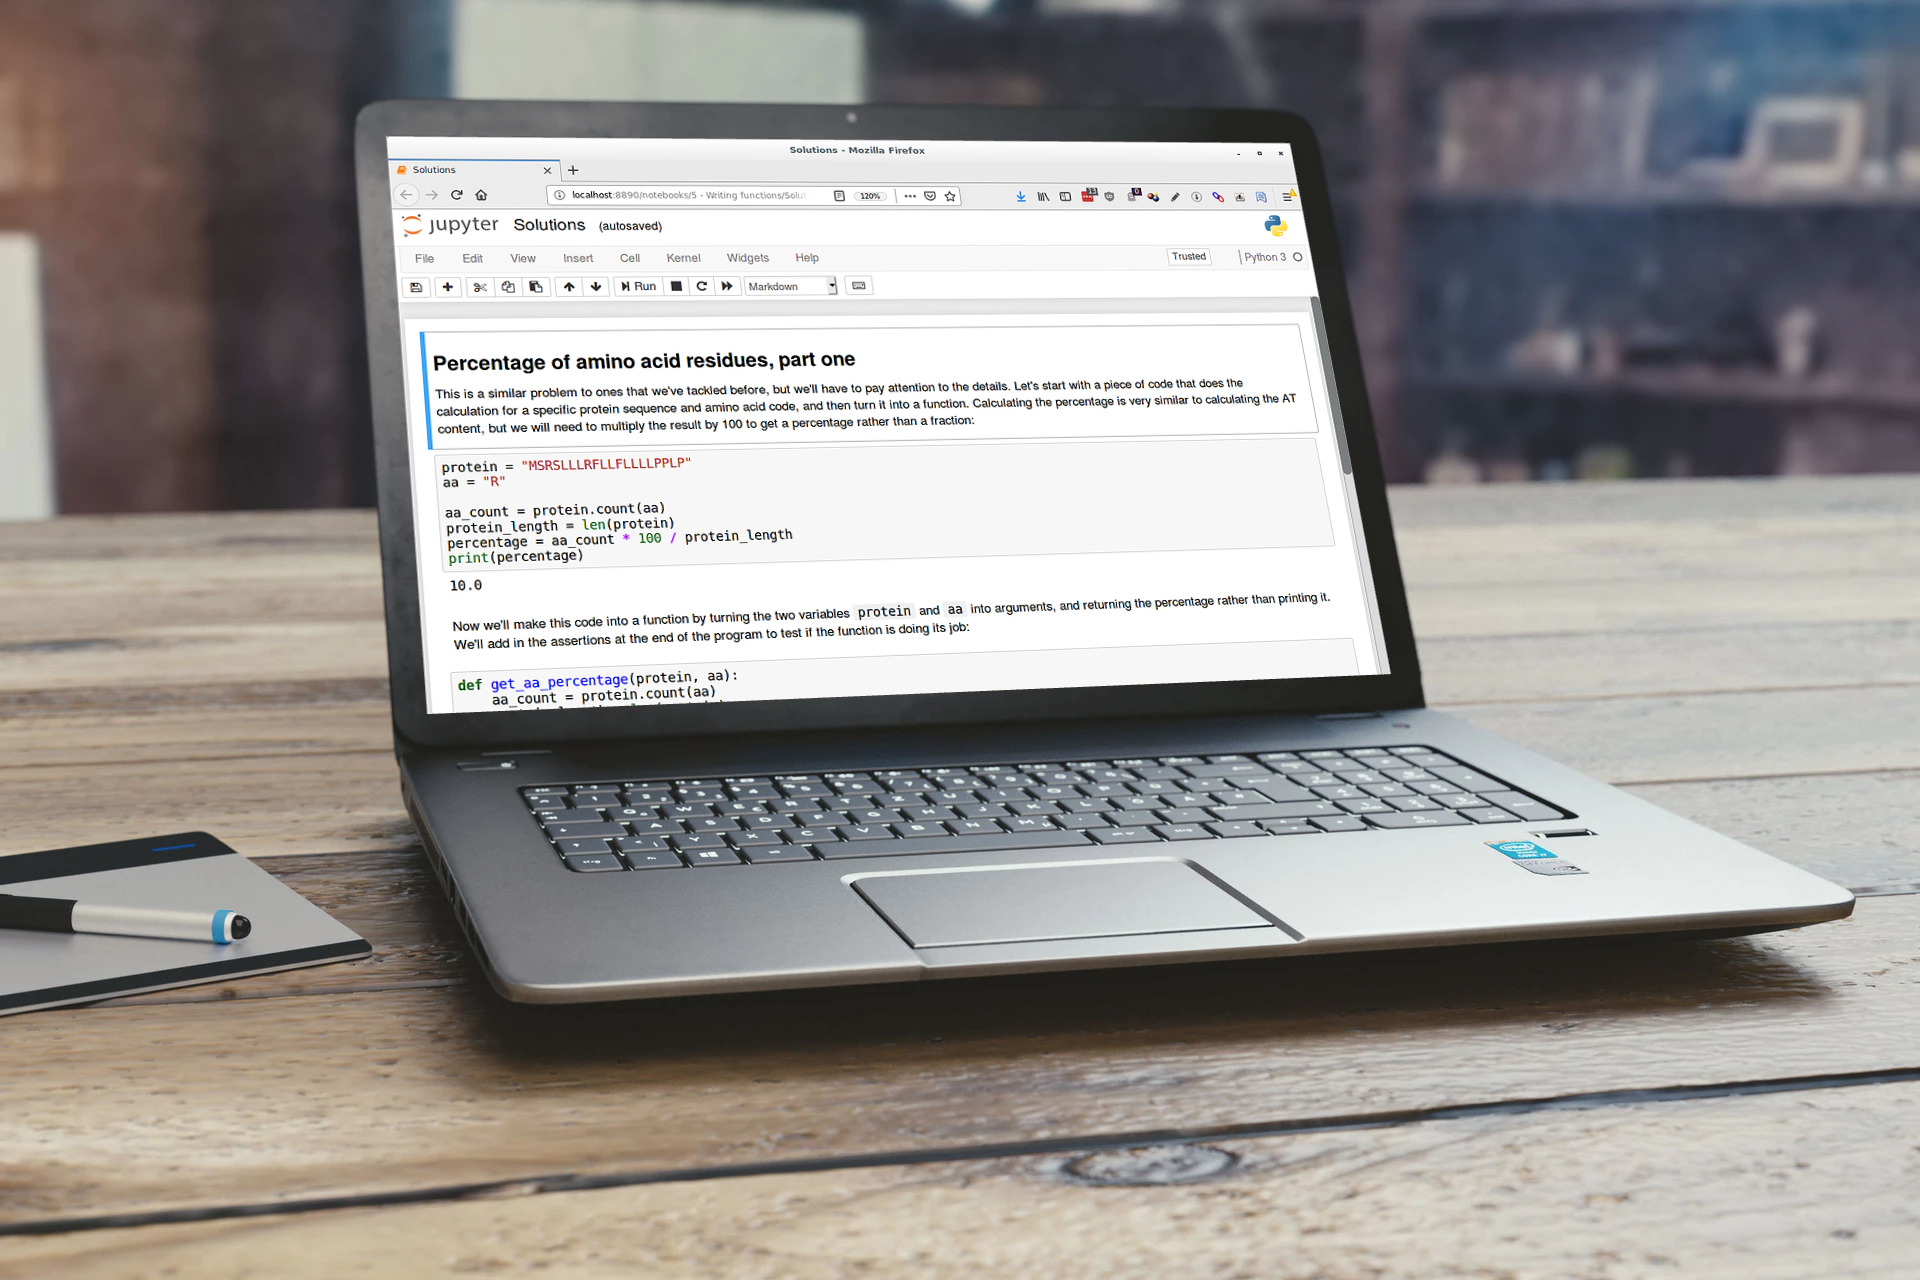 Solutions - Mozilla Firefox
Solutions
localhost:8890/notebooks/5 - Writing functions/Solut
120%
13
0
jupyter Solutions (autosaved)
File Edit View Insert Cell Kernel Widgets Help
Trusted
Python 3
Run
Markdown
Percentage of amino acid residues, part one
This is a similar problem to ones that we've tackled before, but we'll have to pay attention to the details. Let's start with a piece of code that does the
calculation for a specific protein sequence and amino acid code, and then turn it into a function. Calculating the percentage is very similar to calculating the AT
content, but we will need to multiply the result by 100 to get a percentage rather than a fraction:
protein = "MSRSLLLRFLLFLLLLPPLP"
aa = "R"
aa_count = protein.count(aa)
protein_length = len(protein)
percentage = aa_count * 100 / protein_length
print(percentage)
10.0
Now we'll make this code into a function by turning the two variables protein and aa into arguments, and returning the percentage rather than printing it.
We'll add in the assertions at the end of the program to test if the function is doing its job:
def get_aa_percentage(protein, aa):
aa_count = protein.count(aa)
intel